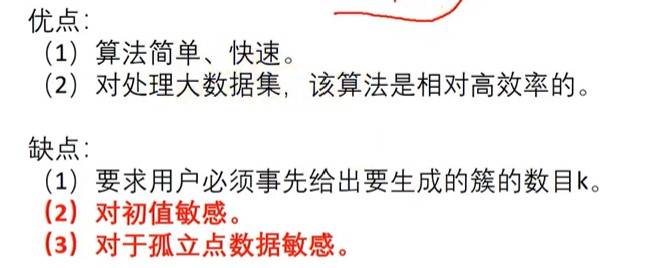 优点：
（1）算法简单、快速。
（2）对处理大数据集，该算法是相对高效率的。
缺点：
（1）要求用户必须事先给出要生成的簇的数目k。
（2）对初值敏感。
（3）对于孤立点数据敏感。